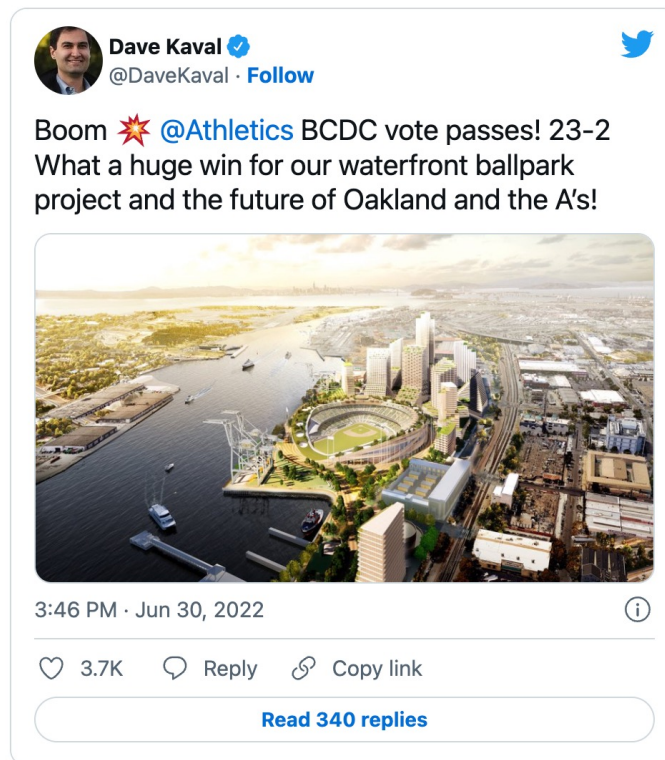 Dave Kaval
@DaveKaval · Follow
Boom 💥 @Athletics BCDC vote passes! 23-2
What a huge win for our waterfront ballpark
project and the future of Oakland and the A's!
3:46 PM · Jun 30, 2022
3.7K Reply Copy link
Read 340 replies